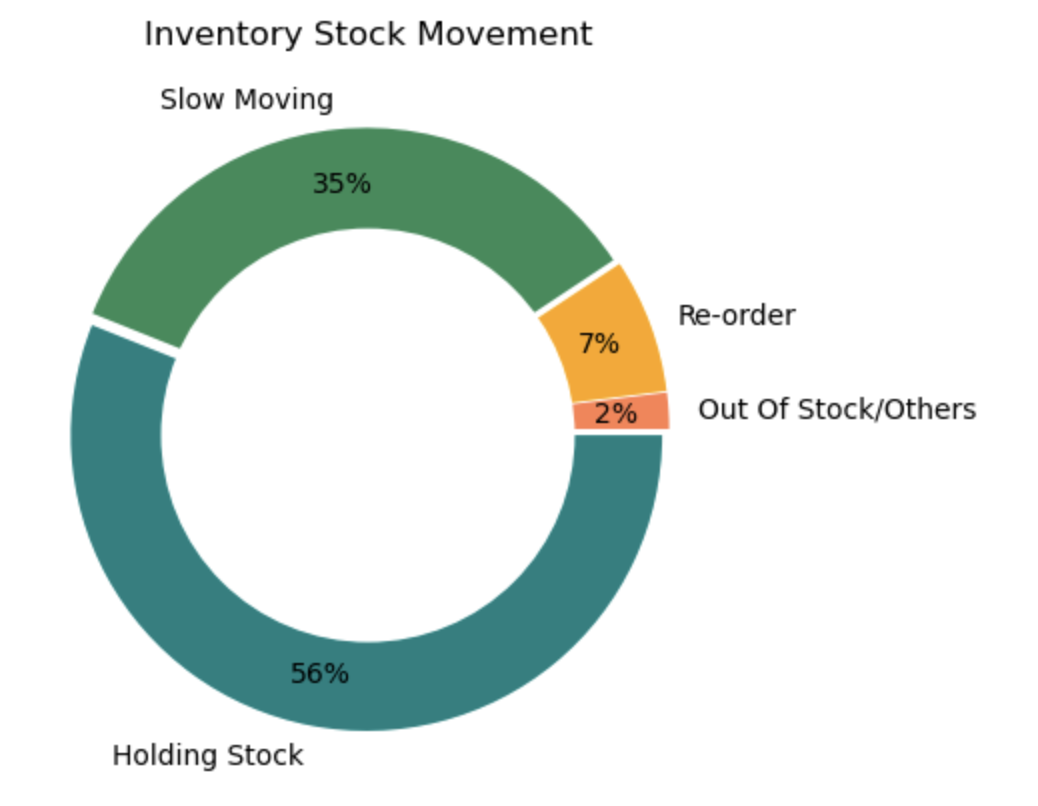 Inventory Stock Movement
Slow Moving
35%
Re-order
7%
Out Of Stock/Others
2%
56%
Holding Stock